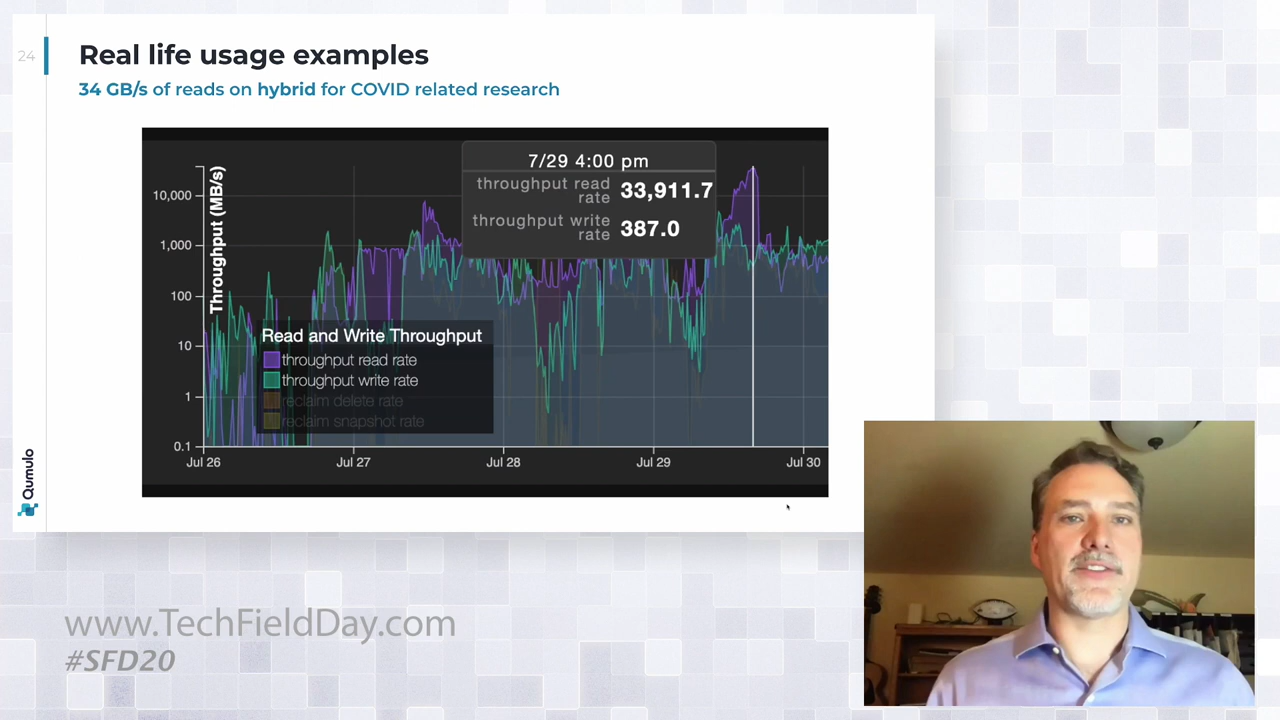 24
Real life usage examples
34 GB/s of reads on hybrid for COVID related research
7/29 4:00 pm
throughput read rate 33,911.7
throughput write rate 387.0
Throughput (MB/s)
10,000
1,000
100
10
1
0.1
Read and Write Throughput
throughput read rate
throughput write rate
reclaim delete rate
reclaim snapshot rate
Jul 26
Jul 27
Jul 28
Jul 29
Jul 30
Qumulo
www.TechFieldDay.com
#SFD20